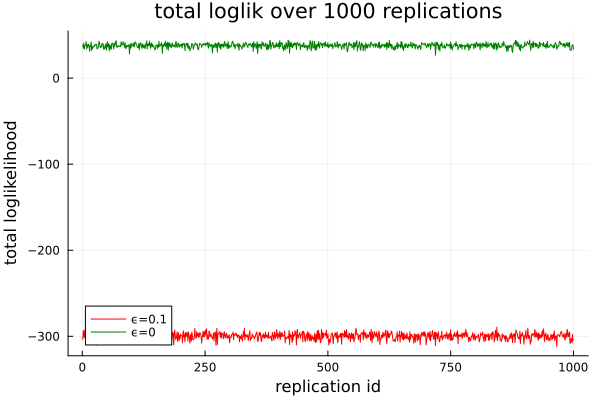 total loglik over 1000 replications
total loglikelihood
0
−100
−200
−300
ϵ=0.1
ϵ=0
0
250
500
750
1000
replication id